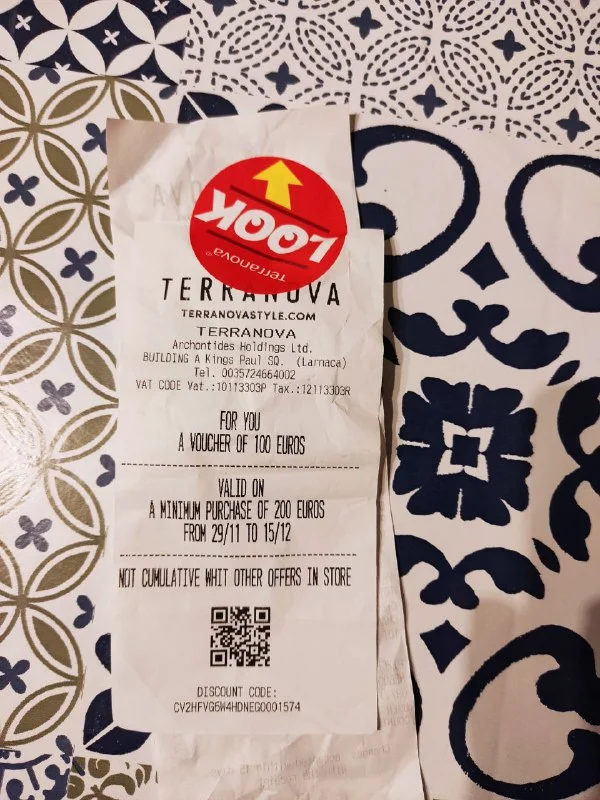 LOOK
terranova®
TERRANOVA
TERRANOVASTYLE.COM
TERRANOVA
Archontides Holdings Ltd.
BUILDING A Kings Paul SQ. (Larnaca)
Tel. 0035724664002
VAT CODE Vat.:10113303P Tax.:12113303R
FOR YOU
A VOUCHER OF 100 EUROS
VALID ON
A MINIMUM PURCHASE OF 200 EUROS
FROM 29/11 TO 15/12
NOT CUMULATIVE WHIT OTHER OFFERS IN STORE
DISCOUNT CODE:
CV2HFVG6W4HDNEG0001574